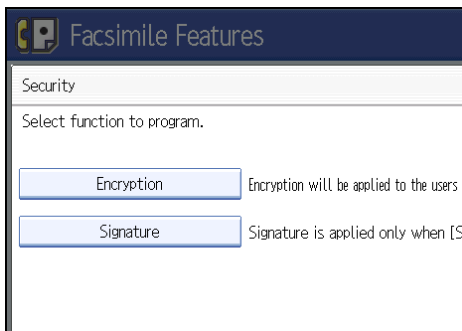 Facsimile Features
Security
Select function to program.
Encryption Encryption will be applied to the users
Signature Signature is applied only when [S